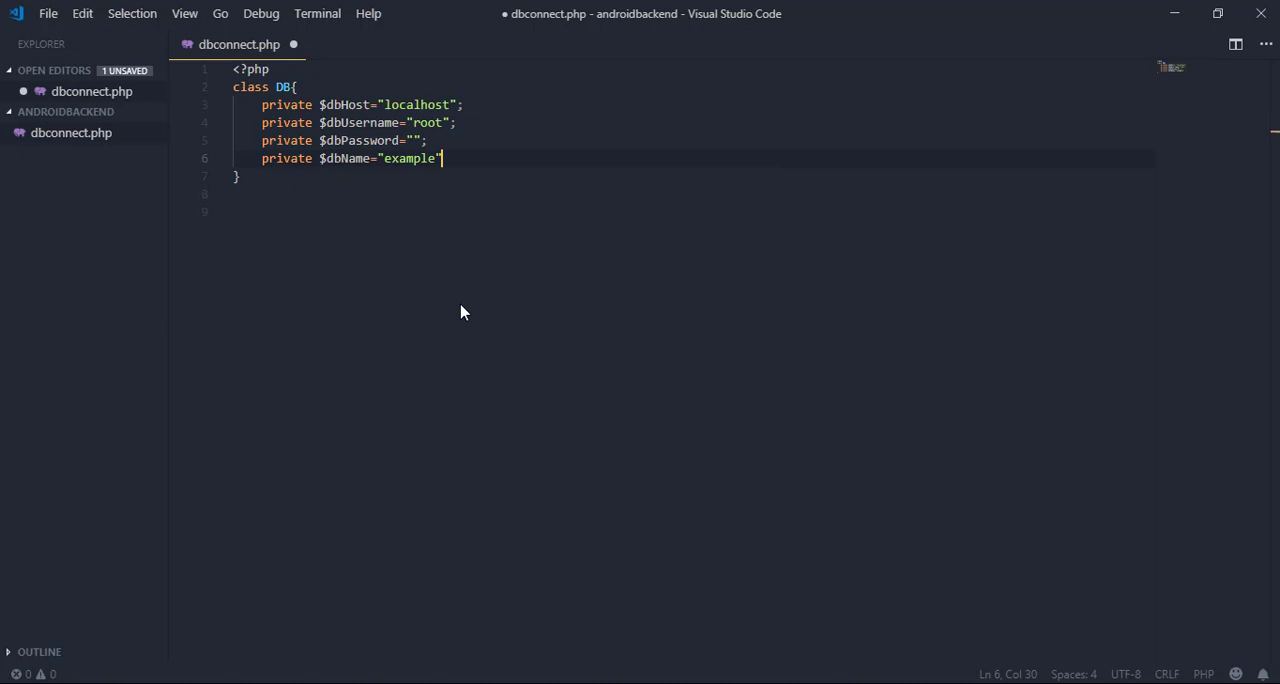 File Edit Selection View Go Debug Terminal Help
● dbconnect.php - androidbackend - Visual Studio Code
EXPLORER
dbconnect.php
OPEN EDITORS 1 UNSAVED
dbconnect.php
ANDROIDBACKEND
dbconnect.php
1 <?php
2 class DB{
3 private $dbHost="localhost";
4 private $dbUsername="root";
5 private $dbPassword="";
6 private $dbName="example"
7 }
8
9
OUTLINE
0 0
Ln 6, Col 30 Spaces: 4 UTF-8 CRLF PHP